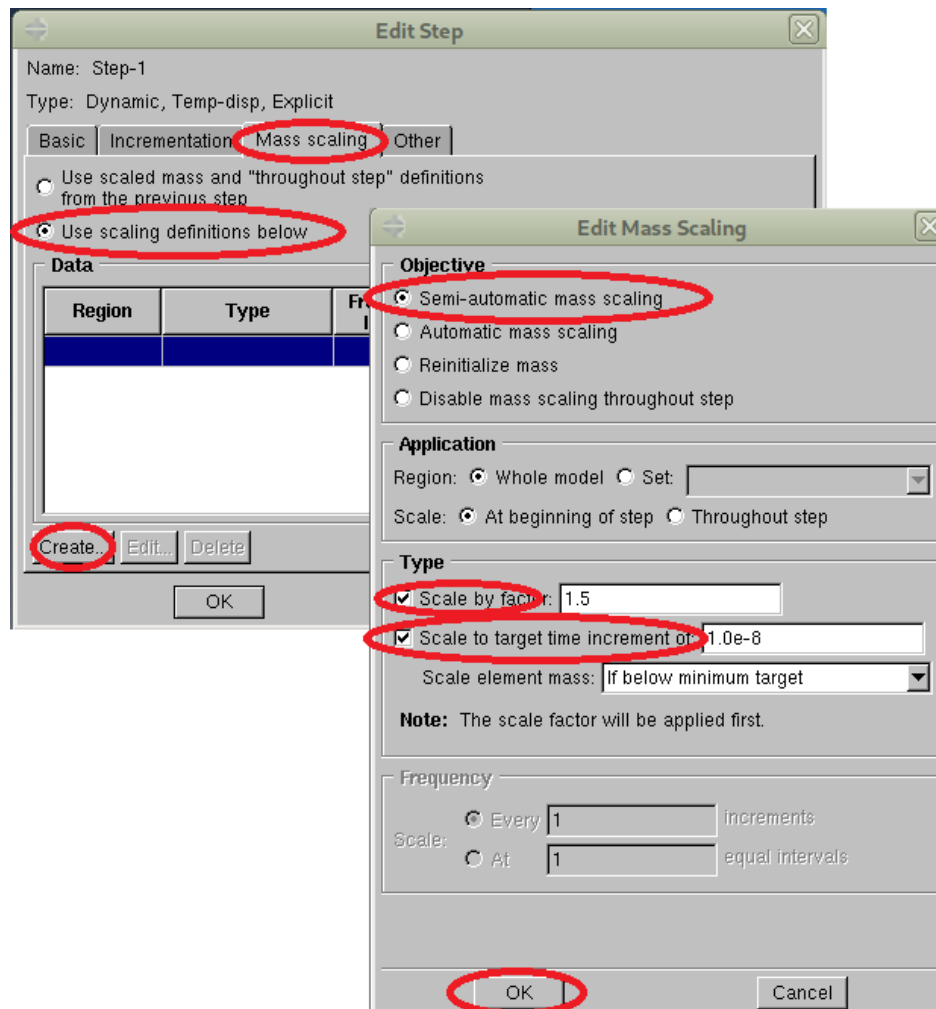 Edit Step
Name: Step-1
Type: Dynamic, Temp-disp, Explicit
Basic Incrementation Mass scaling Other
Use scaled mass and "throughout step" definitions
from the previous step
Use scaling definitions below
Data
Region Type
Create... Edit... Delete
OK
Edit Mass Scaling
Objective
Semi-automatic mass scaling
Automatic mass scaling
Reinitialize mass
Disable mass scaling throughout step
Application
Region: Whole model Set:
Scale: At beginning of step Throughout step
Type
Scale by factor: 1.5
Scale to target time increment of: 1.0e-8
Scale element mass: If below minimum target
Note: The scale factor will be applied first.
Frequency
Scale:
Every 1 increments
At 1 equal intervals
OK Cancel